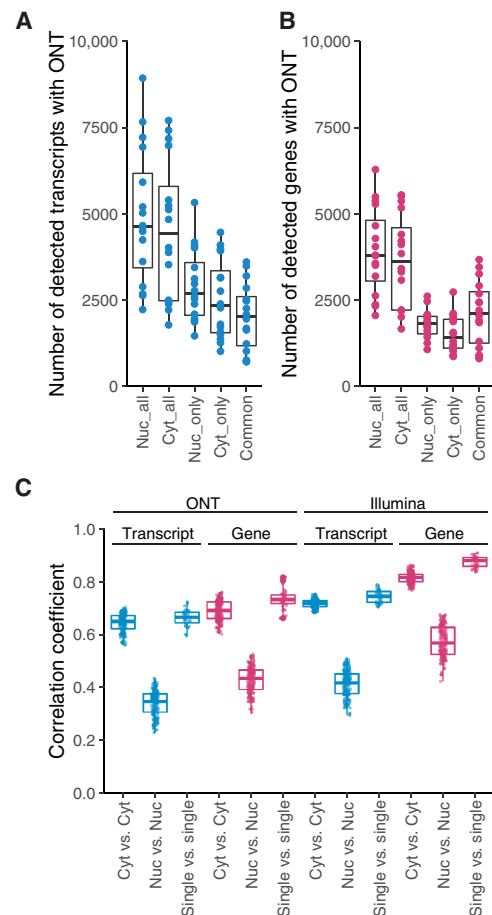 A
Number of detected transcripts with ONT
10,000
7500
5000
2500
0
Nuc_all
Cyt_all
Nuc_only
Cyt_only
Common
B
Number of detected genes with ONT
10,000
7500
5000
2500
0
Nuc_all
Cyt_all
Nuc_only
Cyt_only
Common
C
ONT
Illumina
Transcript
Gene
Transcript
Gene
Correlation coefficient
1.0
0.8
0.6
0.4
0.2
0.0
Cyt vs. Cyt
Nuc vs. Nuc
Single vs. single
Cyt vs. Cyt
Nuc vs. Nuc
Single vs. single
Cyt vs. Cyt
Nuc vs. Nuc
Single vs. single
Cyt vs. Cyt
Nuc vs. Nuc
Single vs. single